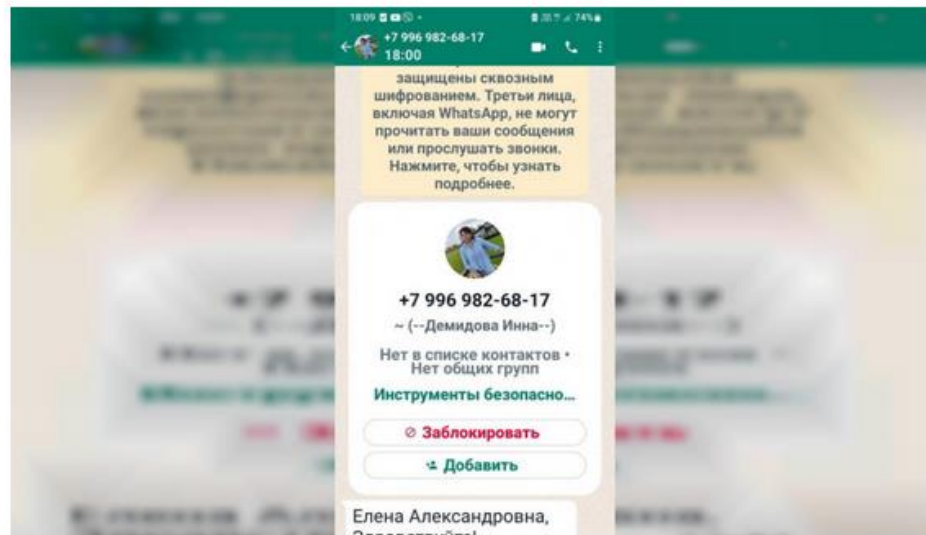 18:09
74%
+7 996 982-68-17
18:00
защищены сквозным
шифрованием. Третьи лица,
включая WhatsApp, не могут
прочитать ваши сообщения
или прослушать звонки.
Нажмите, чтобы узнать
подробнее.
+7 996 982-68-17
~ (--Демидова Инна--)
Нет в списке контактов •
Нет общих групп
Инструменты безопасно...
Заблокировать
Добавить
Елена Александровна,